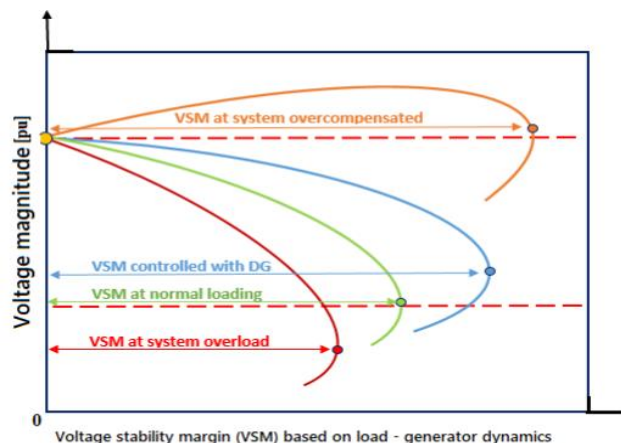 Voltage magnitude [pu]
VSM at system overcompensated
VSM controlled with DG
VSM at normal loading
VSM at system overload
0
Voltage stability margin (VSM) based on load - generator dynamics